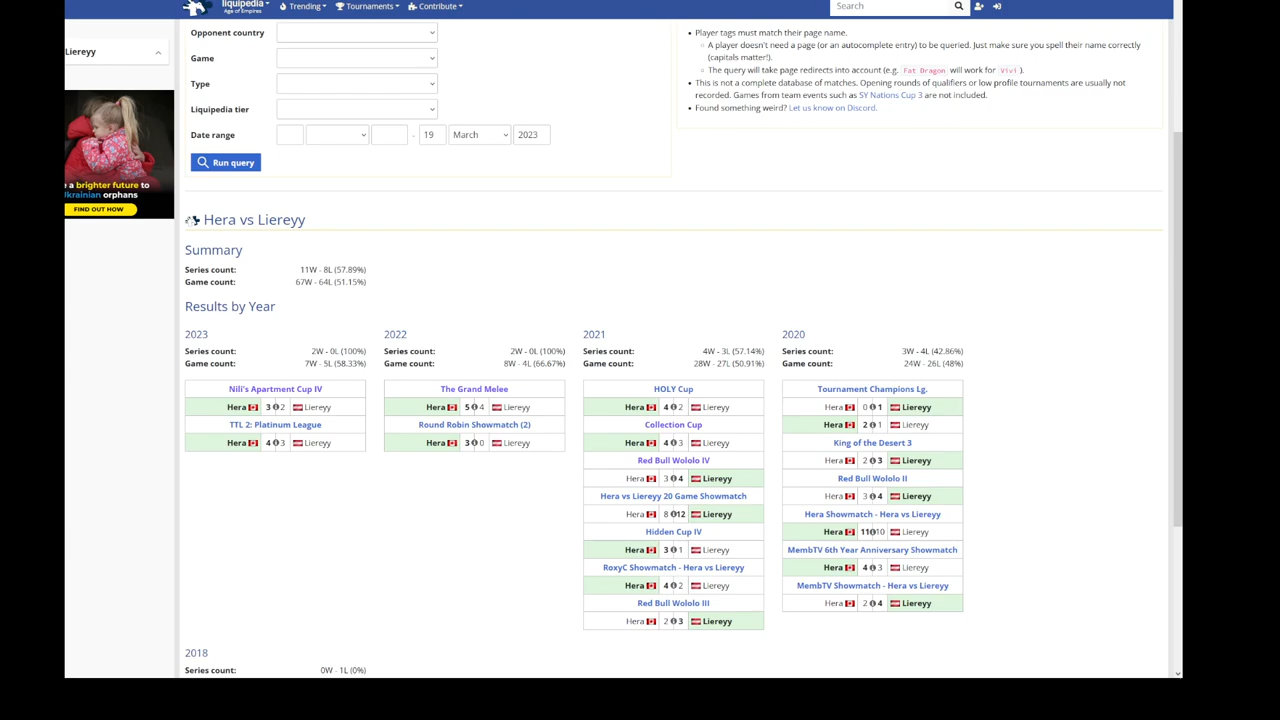 liquipedia
Age of Empires
Trending
Tournaments
Contribute
Search
Liereyy
Opponent country
Game
Type
Liquipedia tier
Date range
- 19 March 2023
Run query
Player tags must match their page name.
A player doesn't need a page (or an autocomplete entry) to be queried. Just make sure you spell their name correctly
(capitals matter!).
The query will take page redirects into account (e.g. Fat Dragon will work for Vivi ).
This is not a complete database of matches. Opening rounds of qualifiers or low profile tournaments are usually not
recorded. Games from team events such as SY Nations Cup 3 are not included.
Found something weird? Let us know on Discord.
e a brighter future to
Ukrainian orphans
FIND OUT HOW
Hera vs Liereyy
Summary
Series count: 11W - 8L (57.89%)
Game count: 67W - 64L (51.15%)
Results by Year
2023
Series count: 2W - 0L (100%)
Game count: 7W - 5L (58.33%)
Nili's Apartment Cup IV
Hera 3 2 Liereyy
TTL 2: Platinum League
Hera 4 3 Liereyy
2022
Series count: 2W - 0L (100%)
Game count: 8W - 4L (66.67%)
The Grand Melee
Hera 5 4 Liereyy
Round Robin Showmatch (2)
Hera 3 0 Liereyy
2021
Series count: 4W - 3L (57.14%)
Game count: 28W - 27L (50.91%)
HOLY Cup
Hera 4 2 Liereyy
Collection Cup
Hera 4 3 Liereyy
Red Bull Wololo IV
Hera 3 4 Liereyy
Hera vs Liereyy 20 Game Showmatch
Hera 8 12 Liereyy
Hidden Cup IV
Hera 3 1 Liereyy
RoxyC Showmatch - Hera vs Liereyy
Hera 4 2 Liereyy
Red Bull Wololo III
Hera 2 3 Liereyy
2020
Series count: 3W - 4L (42.86%)
Game count: 24W - 26L (48%)
Tournament Champions Lg.
Hera 0 1 Liereyy
Hera 2 1 Liereyy
King of the Desert 3
Hera 2 3 Liereyy
Red Bull Wololo II
Hera 3 4 Liereyy
Hera Showmatch - Hera vs Liereyy
Hera 11 10 Liereyy
MembTV 6th Year Anniversary Showmatch
Hera 4 3 Liereyy
MembTV Showmatch - Hera vs Liereyy
Hera 2 4 Liereyy
2018
Series count: 0W - 1L (0%)